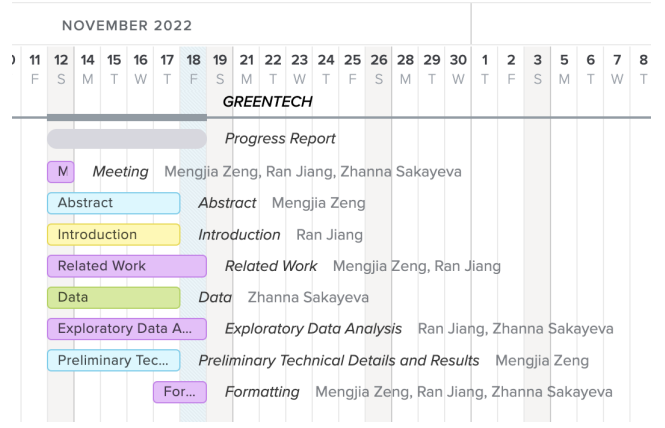 NOVEMBER 2022
11 12 14 15 16 17 18 19 21 22 23 24 25 26 28 29 30 1 2 3 5 6 7 8
F S M T W T F S M T W T F S M T W T F S M T W T
GREENTECH
Progress Report
M Meeting Mengjia Zeng, Ran Jiang, Zhanna Sakayeva
Abstract Abstract Mengjia Zeng
Introduction Introduction Ran Jiang
Related Work Related Work Mengjia Zeng, Ran Jiang
Data Data Zhanna Sakayeva
Exploratory Data A... Exploratory Data Analysis Ran Jiang, Zhanna Sakayeva
Preliminary Tec... Preliminary Technical Details and Results Mengjia Zeng
For... Formatting Mengjia Zeng, Ran Jiang, Zhanna Sakayeva